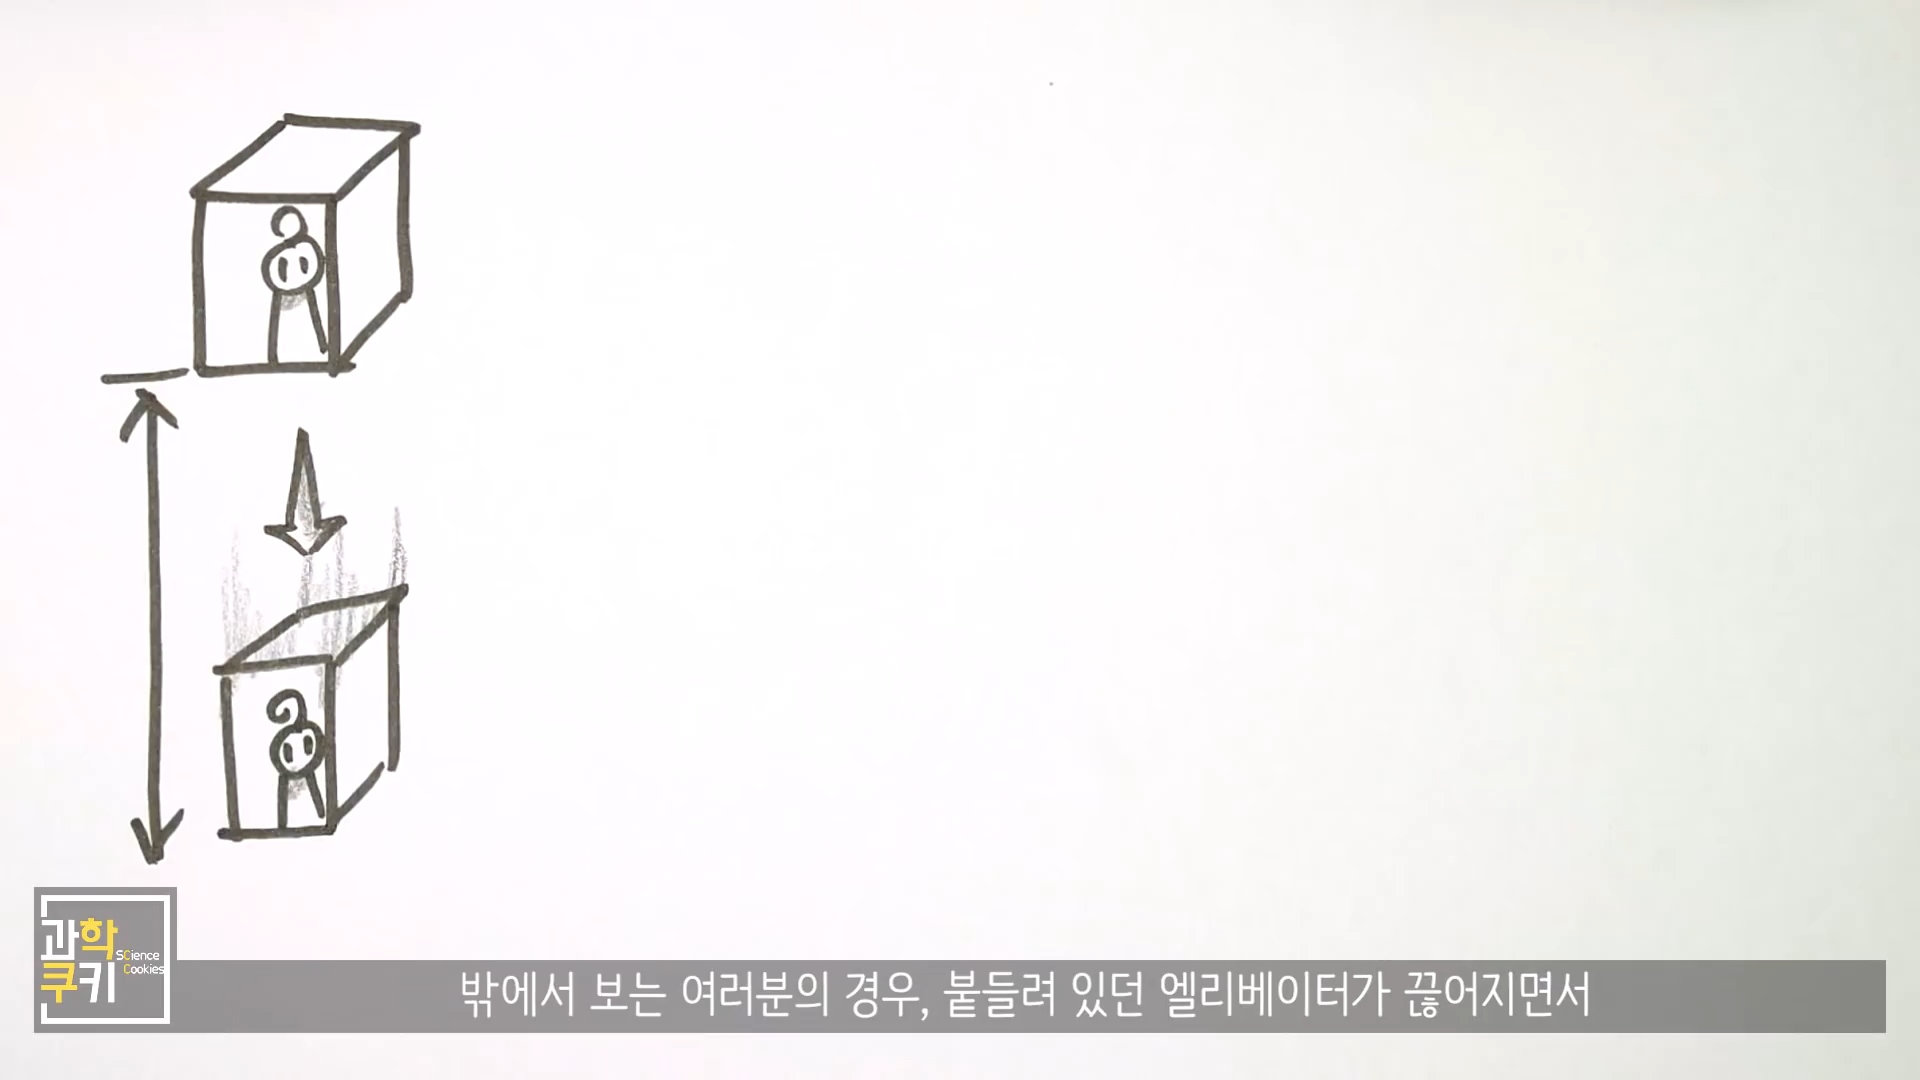 과학
Science
쿠키
Cookies
밖에서 보는 여러분의 경우, 붙들려 있던 엘리베이터가 끊어지면서